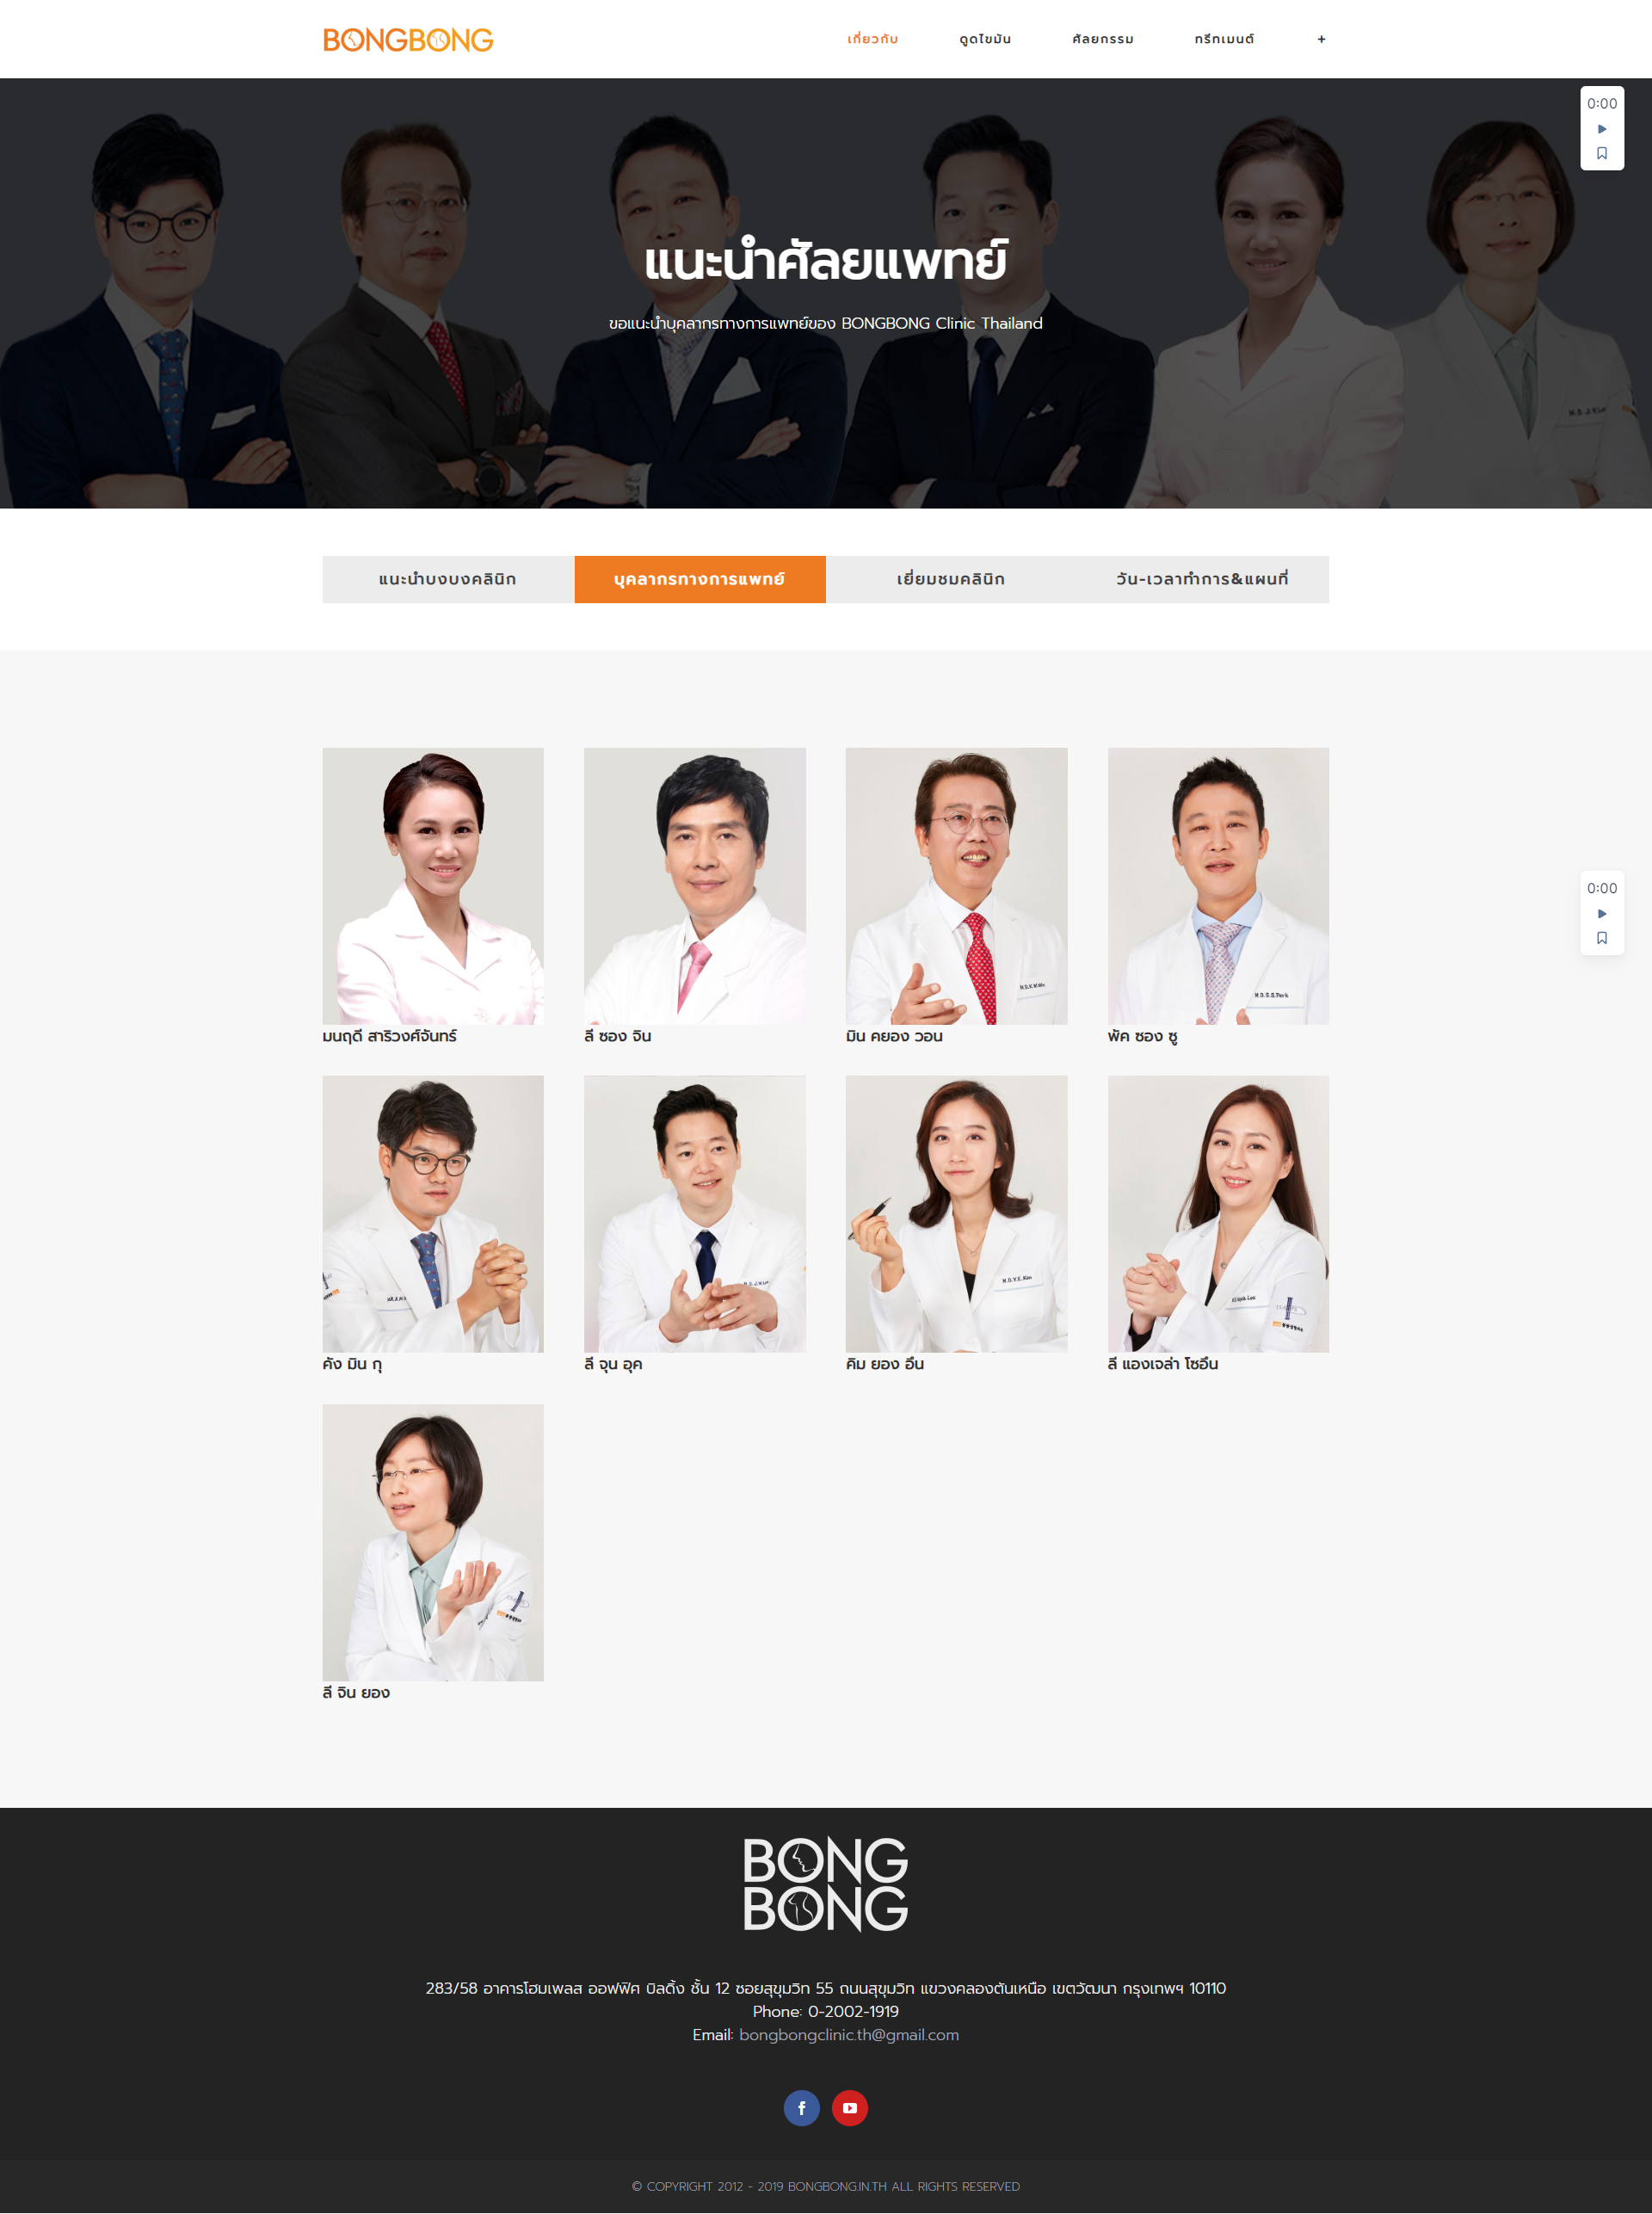 BONGBONG
เกี่ยวกับ ดูดไขมัน ศัลยกรรม ทรีทเมนต์ +
0:00
แนะนำศัลยแพทย์
ขอแนะนำบุคลากรทางการแพทย์ของ BONGBONG Clinic Thailand
แนะนำบงบงคลินิก บุคลากรทางการแพทย์ เยี่ยมชมคลินิก วัน-เวลาทำการ&แผนที่
0:00
มนฤดี สาริวงศ์จันทร์ ลี ซอง จิน มิน คยอง วอน พัค ซอง ซู
คัง มิน กุ ลี จุน อุค คิม ยอง อึน ลี แองเจล่า โซอึน
ลี จิน ยอง
BONG
BONG
283/58 อาคารโฮมเพลส ออฟฟิศ บิลดิ้ง ชั้น 12 ซอยสุขุมวิท 55 ถนนสุขุมวิท แขวงคลองตันเหนือ เขตวัฒนา กรุงเทพฯ 10110
Phone: 0-2002-1919
Email: bongbongclinic.th@gmail.com
© COPYRIGHT 2012 - 2019 BONGBONG.IN.TH ALL RIGHTS RESERVED